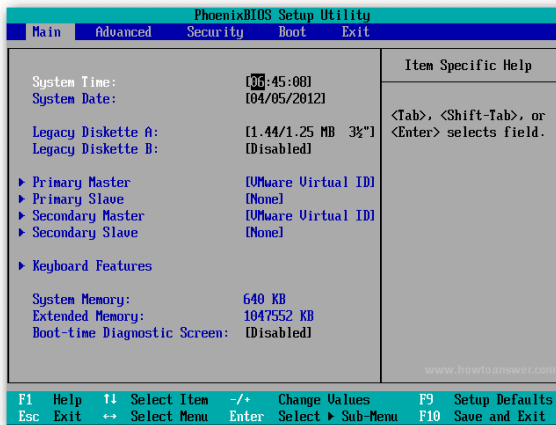 PhoenixBIOS Setup Utility
Main Advanced Security Boot Exit
Item Specific Help
System Time: [06:45:08]
System Date: [04/05/2012]
<Tab>, <Shift-Tab>, or
<Enter> selects field.
Legacy Diskette A: [1.44/1.25 MB 3½"]
Legacy Diskette B: [Disabled]
Primary Master [VMware Virtual ID]
Primary Slave [None]
Secondary Master [VMware Virtual ID]
Secondary Slave [None]
Keyboard Features
System Memory: 640 KB
Extended Memory: 1047552 KB
Boot-time Diagnostic Screen: [Disabled]
www.howtoanswer.com
F1 Help ↑↓ Select Item -/+ Change Values F9 Setup Defaults
Esc Exit ↔ Select Menu Enter Select ▶ Sub-Menu F10 Save and Exit